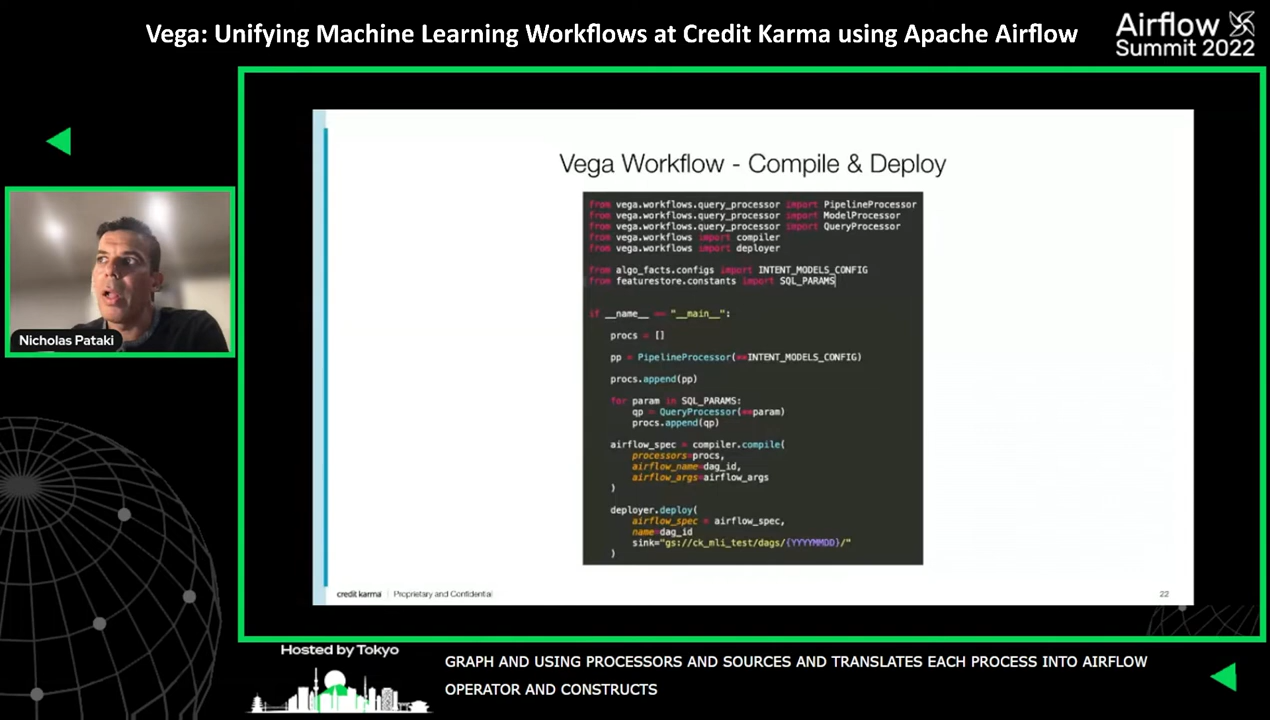 Vega: Unifying Machine Learning Workflows at Credit Karma using Apache Airflow
Airflow
Summit 2022
Nicholas Pataki
Vega Workflow - Compile & Deploy
from vega.workflows.query_processor import PipelineProcessor
from vega.workflows.query_processor import ModelProcessor
from vega.workflows.query_processor import QueryProcessor
from vega.workflows import compiler
from vega.workflows import deployer
from algo_facts.configs import INTENT_MODELS_CONFIG
from featurestore.constants import SQL_PARAMS
if __name__ == "__main__":
procs = []
pp = PipelineProcessor(**INTENT_MODELS_CONFIG)
procs.append(pp)
for param in SQL_PARAMS:
qp = QueryProcessor(**param)
procs.append(qp)
airflow_spec = compiler.compile(
processors=procs,
airflow_name=dag_id,
airflow_args=airflow_args
)
deployer.deploy(
airflow_spec = airflow_spec,
name=dag_id
sink="gs://ck_mli_test/dags/{YYYYMMDD}/"
)
credit karma | Proprietary and Confidential
22
Hosted by Tokyo
GRAPH AND USING PROCESSORS AND SOURCES AND TRANSLATES EACH PROCESS INTO AIRFLOW
OPERATOR AND CONSTRUCTS